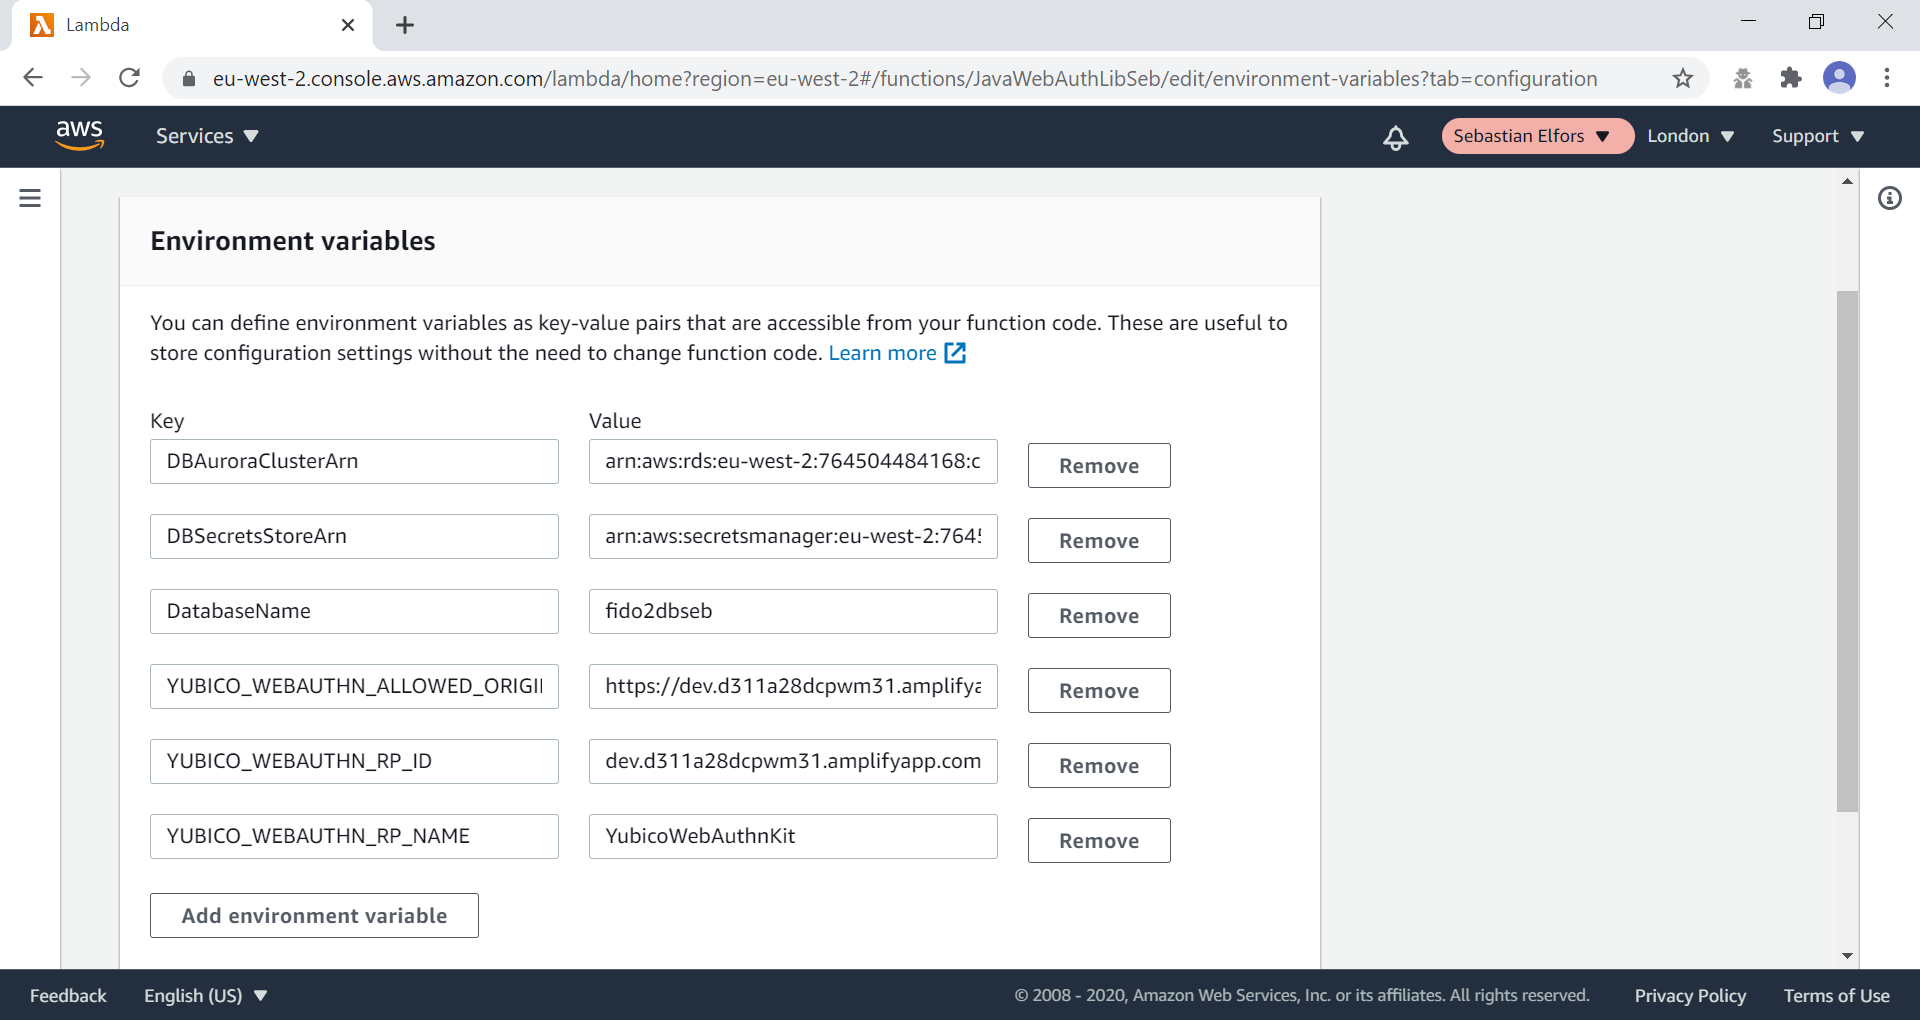 Lambda
eu-west-2.console.aws.amazon.com/lambda/home?region=eu-west-2#/functions/JavaWebAuthLibSeb/edit/environment-variables?tab=configuration
aws Services Sebastian Elfors London Support
Environment variables
You can define environment variables as key-value pairs that are accessible from your function code. These are useful to
store configuration settings without the need to change function code. Learn more
Key Value
DBAuroraClusterArn arn:aws:rds:eu-west-2:764504484168:c Remove
DBSecretsStoreArn arn:aws:secretsmanager:eu-west-2:764 Remove
DatabaseName fido2dbseb Remove
YUBICO_WEBAUTHN_ALLOWED_ORIGI https://dev.d311a28dcpwm31.amplifya Remove
YUBICO_WEBAUTHN_RP_ID dev.d311a28dcpwm31.amplifyapp.com Remove
YUBICO_WEBAUTHN_RP_NAME YubicoWebAuthnKit Remove
Add environment variable
Feedback English (US) © 2008 - 2020, Amazon Web Services, Inc. or its affiliates. All rights reserved. Privacy Policy Terms of Use